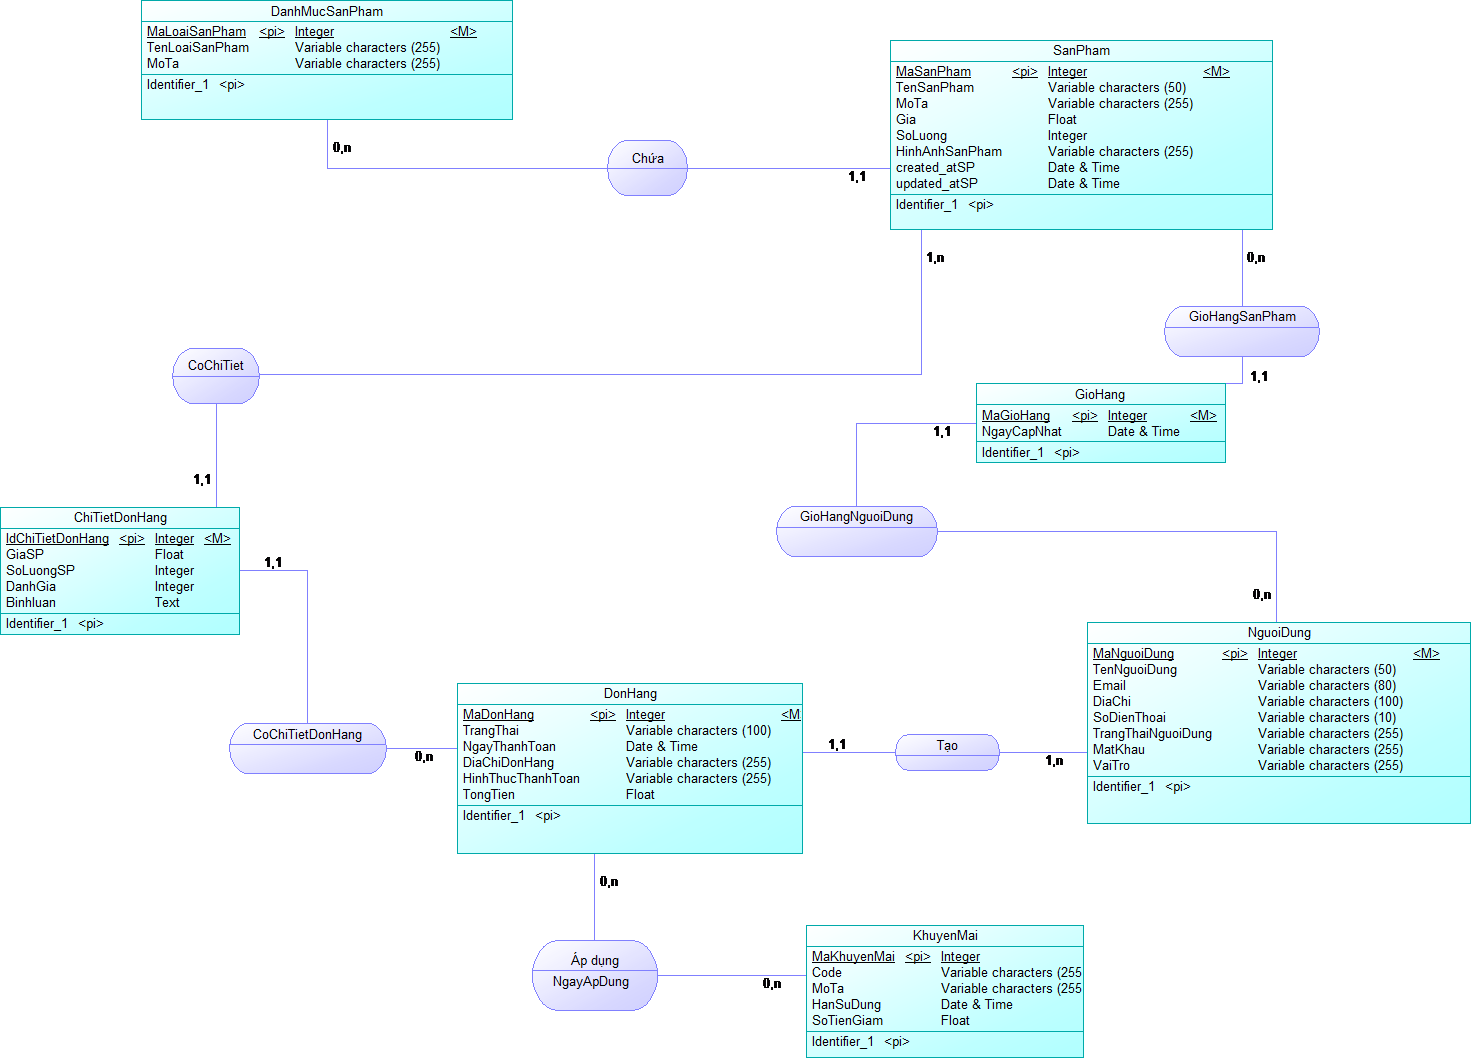 DanhMucSanPham
MaLoaiSanPham <pi> Integer <M>
TenLoaiSanPham Variable characters (255)
MoTa Variable characters (255)
Identifier_1 <pi>
0,n
Chứa
1,1
SanPham
MaSanPham <pi> Integer <M>
TenSanPham Variable characters (50)
MoTa Variable characters (255)
Gia Float
SoLuong Integer
HinhAnhSanPham Variable characters (255)
created_atSP Date & Time
updated_atSP Date & Time
Identifier_1 <pi>
1,n
0,n
GioHangSanPham
1,1
CoChiTiet
1,1
GioHang
MaGioHang <pi> Integer <M>
NgayCapNhat Date & Time
Identifier_1 <pi>
1,1
GioHangNguoiDung
0,n
ChiTietDonHang
IdChiTietDonHang <pi> Integer <M>
GiaSP Float
SoLuongSP Integer
DanhGia Integer
Binhluan Text
Identifier_1 <pi>
1,1
CoChiTietDonHang
0,n
DonHang
MaDonHang <pi> Integer <M
TrangThai Variable characters (100)
NgayThanhToan Date & Time
DiaChiDonHang Variable characters (255)
HinhThucThanhToan Variable characters (255)
TongTien Float
Identifier_1 <pi>
1,1
Tạo
1,n
NguoiDung
MaNguoiDung <pi> Integer <M>
TenNguoiDung Variable characters (50)
Email Variable characters (80)
DiaChi Variable characters (100)
SoDienThoai Variable characters (10)
TrangThaiNguoiDung Variable characters (255)
MatKhau Variable characters (255)
VaiTro Variable characters (255)
Identifier_1 <pi>
0,n
Áp dụng
NgayApDung
0,n
KhuyenMai
MaKhuyenMai <pi> Integer
Code Variable characters (255
MoTa Variable characters (255
HanSuDung Date & Time
SoTienGiam Float
Identifier_1 <pi>